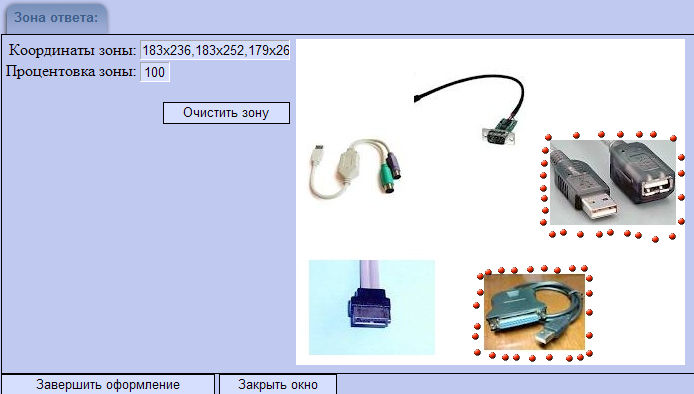 Зона ответа:
Координаты зоны: 183x236,183x252,179x26
Процентовка зоны: 100
Очистить зону
Завершить оформление
Закрыть окно